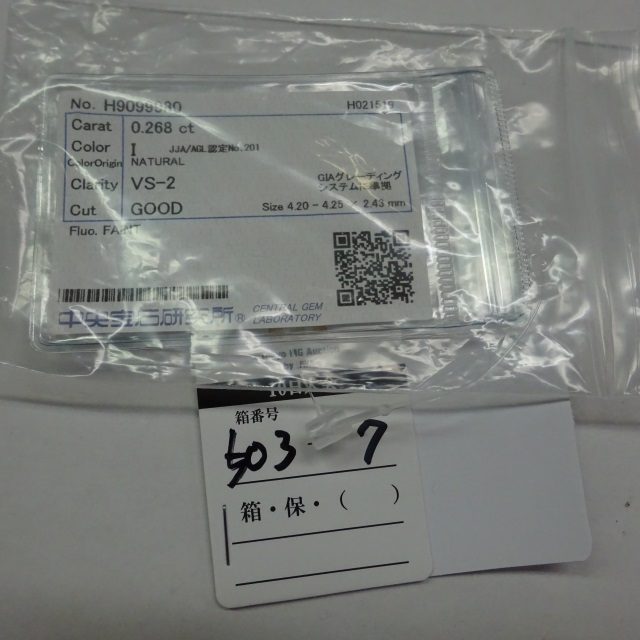 No. H9099930 H021519
Carat 0.268 ct
Color I JJA/AGL認定No.201
ColorOrigin NATURAL
Clarity VS-2 GIAグレーディング
システムに準拠
Cut GOOD Size 4.20 - 4.25 × 2.43 mm
Fluo. FAINT
中央宝石研究所® CENTRAL GEM
LABORATORY
箱番号
503-7
箱・保・( )